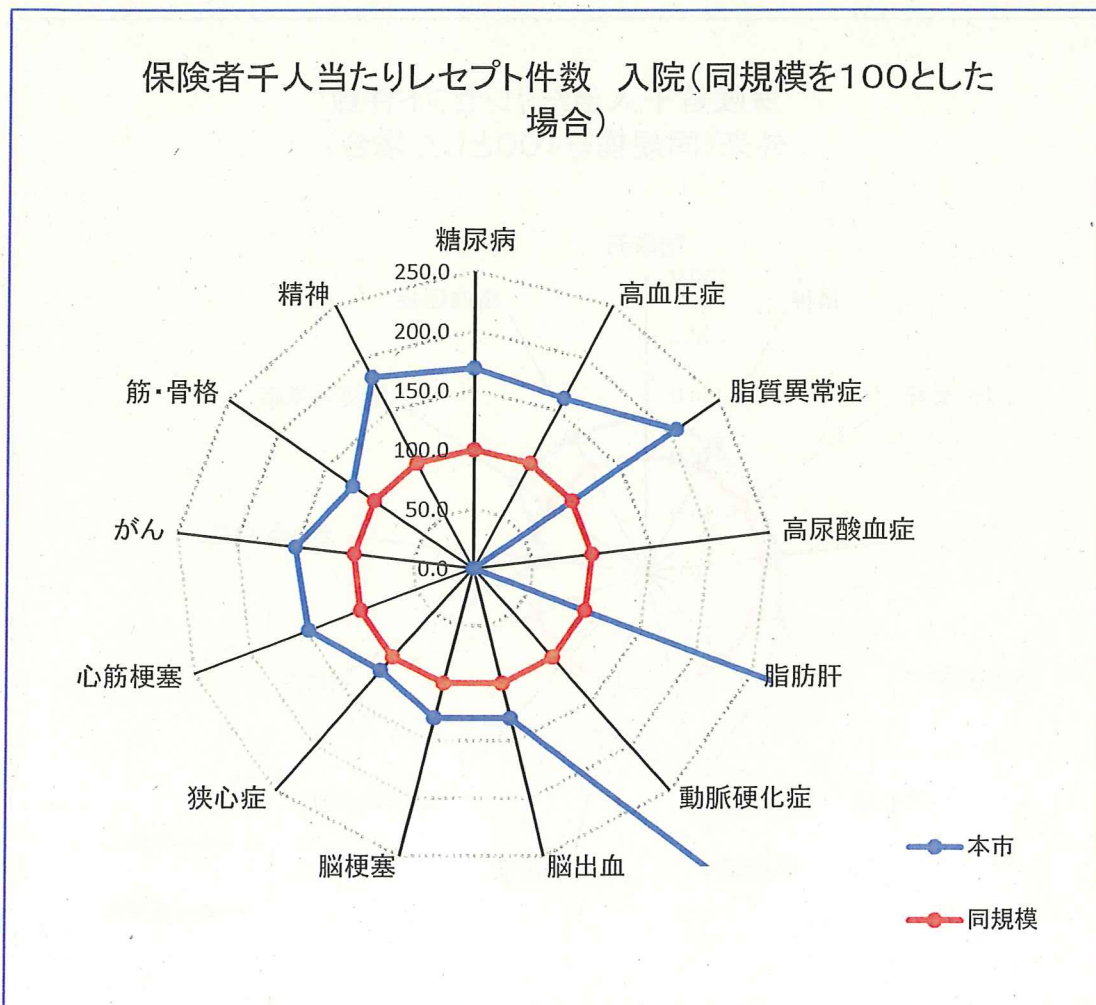 保険者千人当たりレセプト件数　入院(同規模を100とした
場合)
糖尿病
高血圧症
脂質異常症
高尿酸血症
脂肪肝
動脈硬化症
脳出血
脳梗塞
狭心症
心筋梗塞
がん
筋・骨格
精神
250.0
200.0
150.0
100.0
50.0
0.0
本市
同規模